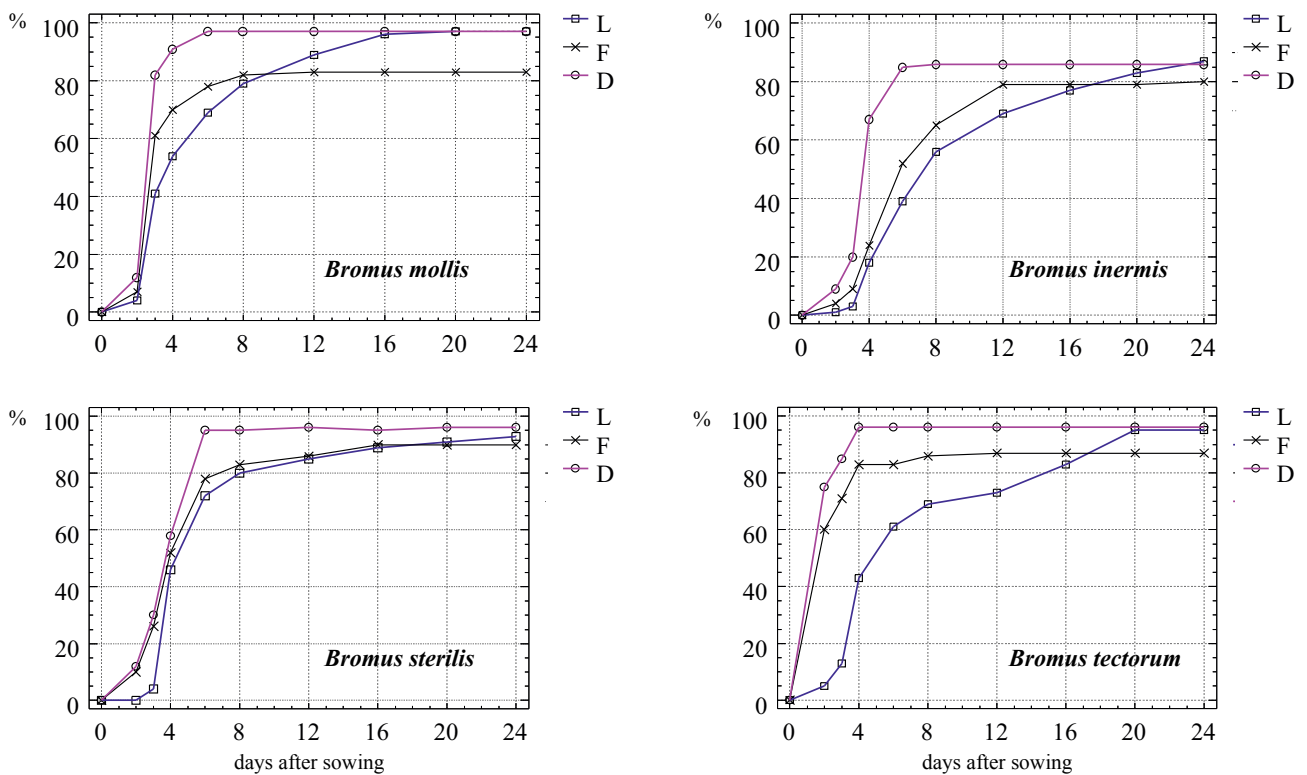 %
100
80
60
40
20
0
0 4 8 12 16 20 24
Bromus mollis
L
F
D
%
100
80
60
40
20
0
0 4 8 12 16 20 24
Bromus inermis
L
F
D
%
100
80
60
40
20
0
0 4 8 12 16 20 24
days after sowing
Bromus sterilis
L
F
D
%
100
80
60
40
20
0
0 4 8 12 16 20 24
days after sowing
Bromus tectorum
L
F
D